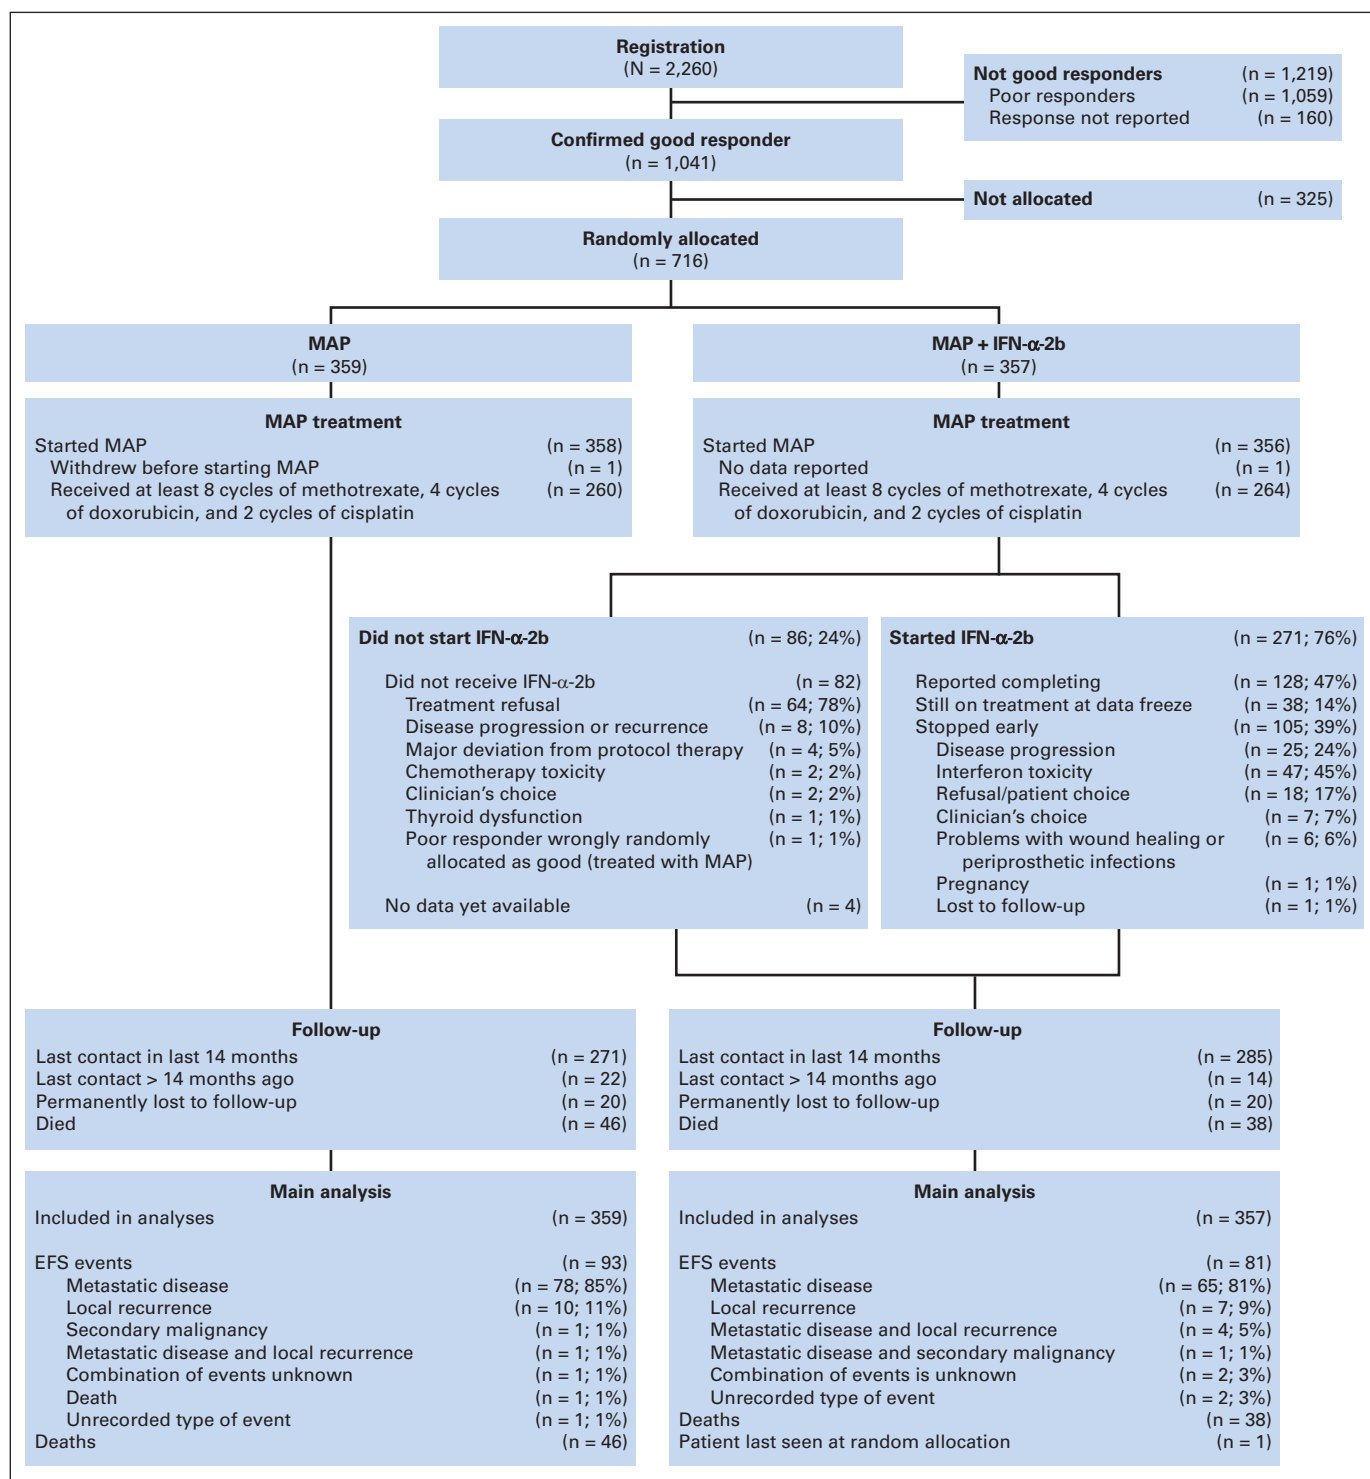 Registration
(N = 2,260)
Not good responders (n = 1,219)
Poor responders (n = 1,059)
Response not reported (n = 160)
Confirmed good responder
(n = 1,041)
Not allocated (n = 325)
Randomly allocated
(n = 716)
MAP
(n = 359)
MAP + IFN-α-2b
(n = 357)
MAP treatment
Started MAP (n = 358)
Withdrew before starting MAP (n = 1)
Received at least 8 cycles of methotrexate, 4 cycles (n = 260)
of doxorubicin, and 2 cycles of cisplatin
MAP treatment
Started MAP (n = 356)
No data reported (n = 1)
Received at least 8 cycles of methotrexate, 4 cycles (n = 264)
of doxorubicin, and 2 cycles of cisplatin
Did not start IFN-α-2b (n = 86; 24%)
Did not receive IFN-α-2b (n = 82)
Treatment refusal (n = 64; 78%)
Disease progression or recurrence (n = 8; 10%)
Major deviation from protocol therapy (n = 4; 5%)
Chemotherapy toxicity (n = 2; 2%)
Clinician's choice (n = 2; 2%)
Thyroid dysfunction (n = 1; 1%)
Poor responder wrongly randomly (n = 1; 1%)
allocated as good (treated with MAP)
No data yet available (n = 4)
Started IFN-α-2b (n = 271; 76%)
Reported completing (n = 128; 47%)
Still on treatment at data freeze (n = 38; 14%)
Stopped early (n = 105; 39%)
Disease progression (n = 25; 24%)
Interferon toxicity (n = 47; 45%)
Refusal/patient choice (n = 18; 17%)
Clinician's choice (n = 7; 7%)
Problems with wound healing or (n = 6; 6%)
periprosthetic infections
Pregnancy (n = 1; 1%)
Lost to follow-up (n = 1; 1%)
Follow-up
Last contact in last 14 months (n = 271)
Last contact > 14 months ago (n = 22)
Permanently lost to follow-up (n = 20)
Died (n = 46)
Follow-up
Last contact in last 14 months (n = 285)
Last contact > 14 months ago (n = 14)
Permanently lost to follow-up (n = 20)
Died (n = 38)
Main analysis
Included in analyses (n = 359)
EFS events (n = 93)
Metastatic disease (n = 78; 85%)
Local recurrence (n = 10; 11%)
Secondary malignancy (n = 1; 1%)
Metastatic disease and local recurrence (n = 1; 1%)
Combination of events unknown (n = 1; 1%)
Death (n = 1; 1%)
Unrecorded type of event (n = 1; 1%)
Deaths (n = 46)
Main analysis
Included in analyses (n = 357)
EFS events (n = 81)
Metastatic disease (n = 65; 81%)
Local recurrence (n = 7; 9%)
Metastatic disease and local recurrence (n = 4; 5%)
Metastatic disease and secondary malignancy (n = 1; 1%)
Combination of events is unknown (n = 2; 3%)
Unrecorded type of event (n = 2; 3%)
Deaths (n = 38)
Patient last seen at random allocation (n = 1)